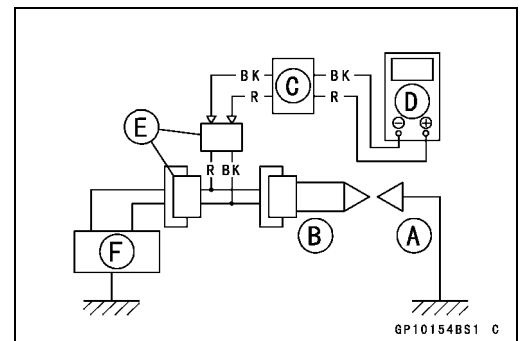 BK C BK
R R D
− +
E
R BK
F B A
GP10154BS1 C